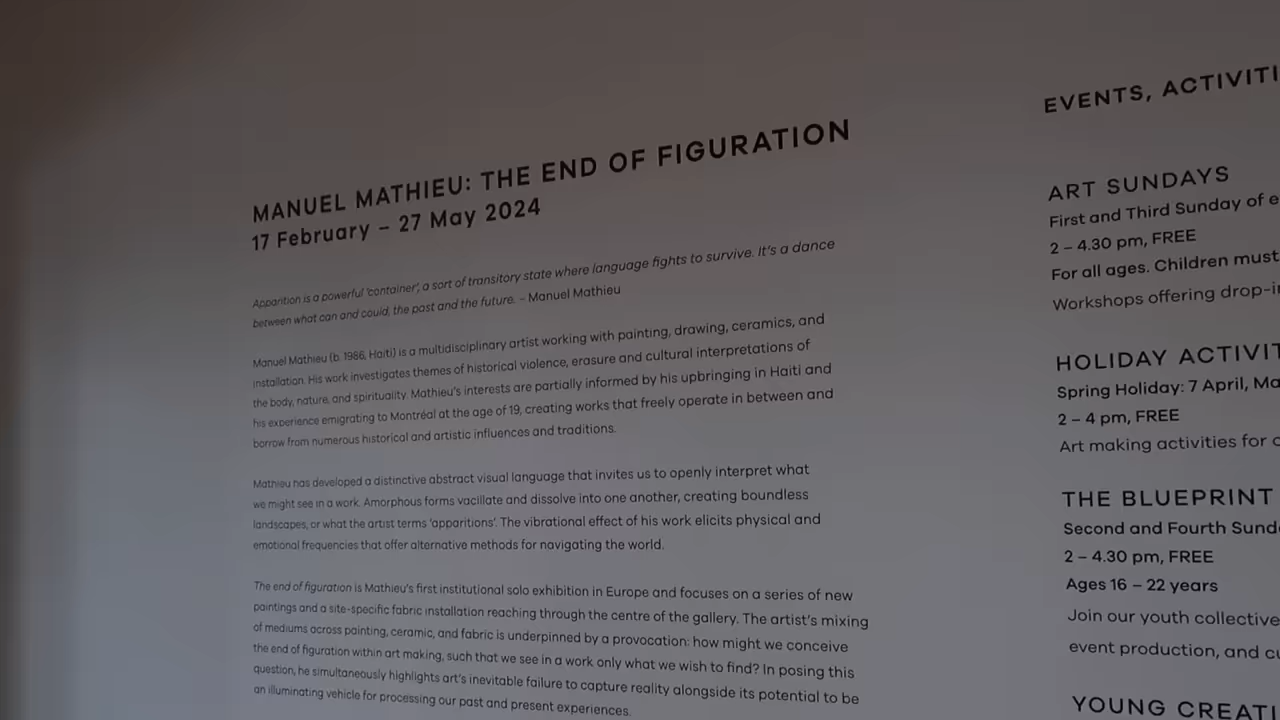 MANUEL MATHIEU: THE END OF FIGURATION
17 February – 27 May 2024
Apparition is a powerful 'container', a sort of transitory state where language fights to survive. It's a dance
between what can and could, the past and the future. – Manuel Mathieu
Manuel Mathieu (b. 1986, Haiti) is a multidisciplinary artist working with painting, drawing, ceramics, and
installation. His work investigates themes of historical violence, erasure and cultural interpretations of
the body, nature, and spirituality. Mathieu's interests are partially informed by his upbringing in Haiti and
his experience emigrating to Montréal at the age of 19, creating works that freely operate in between and
borrow from numerous historical and artistic influences and traditions.
Mathieu has developed a distinctive abstract visual language that invites us to openly interpret what
we might see in a work. Amorphous forms vacillate and dissolve into one another, creating boundless
landscapes, or what the artist terms 'apparitions'. The vibrational effect of his work elicits physical and
emotional frequencies that offer alternative methods for navigating the world.
The end of figuration is Mathieu's first institutional solo exhibition in Europe and focuses on a series of new
paintings and a site-specific fabric installation reaching through the centre of the gallery. The artist's mixing
of mediums across painting, ceramic, and fabric is underpinned by a provocation: how might we conceive
the end of figuration within art making, such that we see in a work only what we wish to find? In posing this
question, he simultaneously highlights art's inevitable failure to capture reality alongside its potential to be
an illuminating vehicle for processing our past and present experiences.
EVENTS, ACTIVITI
ART SUNDAYS
First and Third Sunday of e
2 – 4.30 pm, FREE
For all ages. Children must
Workshops offering drop-i
HOLIDAY ACTIVIT
Spring Holiday: 7 April, Ma
2 – 4 pm, FREE
Art making activities for
THE BLUEPRINT
Second and Fourth Sund
2 – 4.30 pm, FREE
Ages 16 – 22 years
Join our youth collective
event production, and cu
YOUNG CREATI